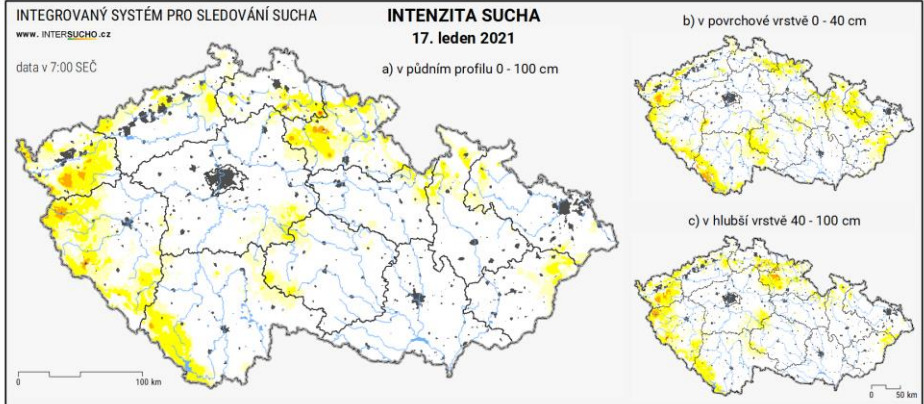 INTEGROVANÝ SYSTÉM PRO SLEDOVÁNÍ SUCHA
www. INTERSUCHO.cz
data v 7:00 SEČ
INTENZITA SUCHA
17. leden 2021
a) v půdním profilu 0 - 100 cm
b) v povrchové vrstvě 0 - 40 cm
c) v hlubší vrstvě 40 - 100 cm
0 100 km
0 50 km